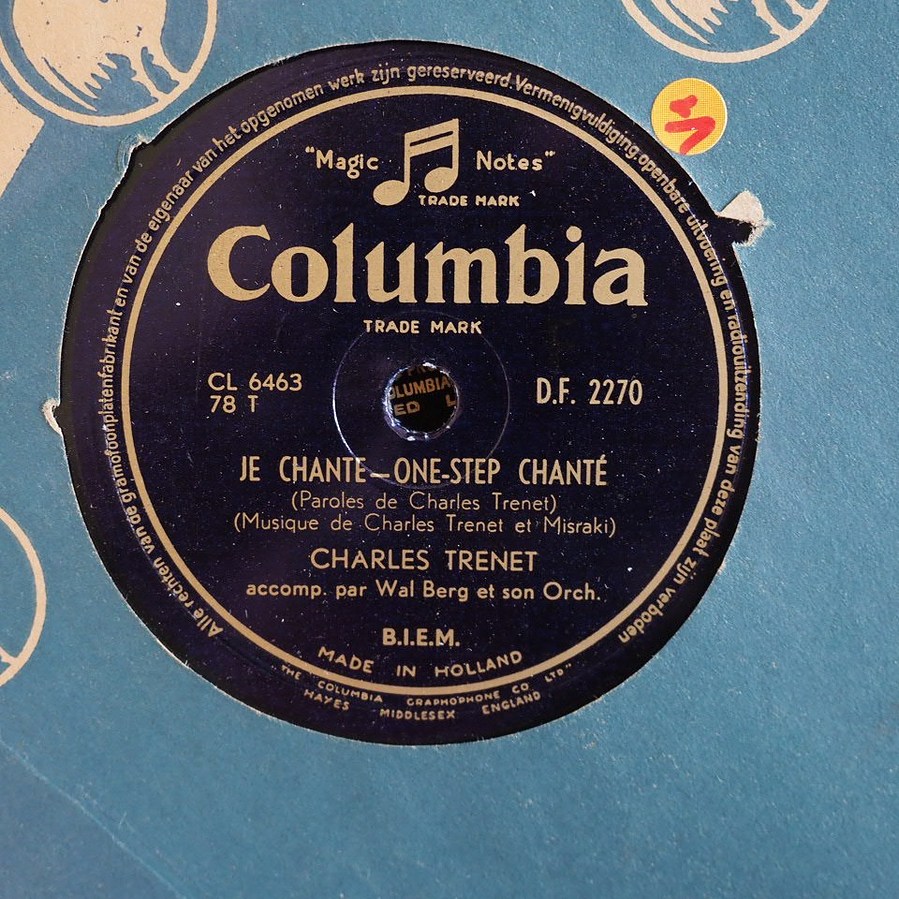 Alle rechten van de gramofoonplatenfabrikant en van de eigenaar van het opgenomen werk zijn gereserveerd. Vermenigvuldiging, openbare uitvoering en radiouitzending van deze plaat zijn verboden
"Magic Notes"
TRADE MARK
Columbia
TRADE MARK
CL 6463 D.F. 2270
78 T
OLUMBIA
ED L
JE CHANTE—ONE-STEP CHANTÉ
(Paroles de Charles Trenet)
(Musique de Charles Trenet et Misraki)
CHARLES TRENET
accomp. par Wal Berg et son Orch.
B.I.E.M.
MADE IN HOLLAND
"THE COLUMBIA GRAPHOPHONE CO. LTD"
HAYES MIDDLESEX ENGLAND